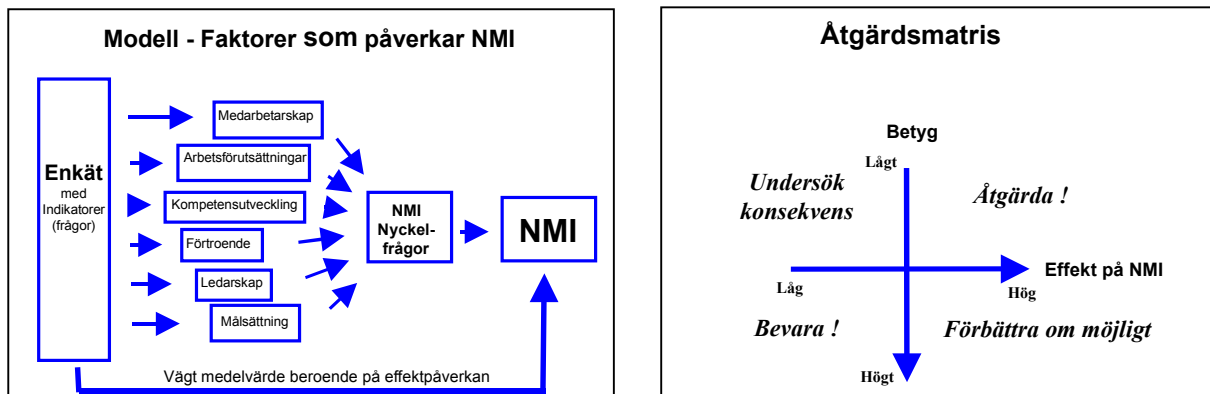 Modell - Faktorer som påverkar NMI
Enkät
med
Indikatorer
(frågor)
Medarbetarskap
Arbetsförutsättningar
Kompetensutveckling
Förtroende
Ledarskap
Målsättning
NMI
Nyckel-
frågor
NMI
Vägt medelvärde beroende på effektpåverkan
Åtgärdsmatris
Betyg
Lågt
Undersök
konsekvens
Åtgärda !
Effekt på NMI
Låg
Hög
Bevara !
Förbättra om möjligt
Högt